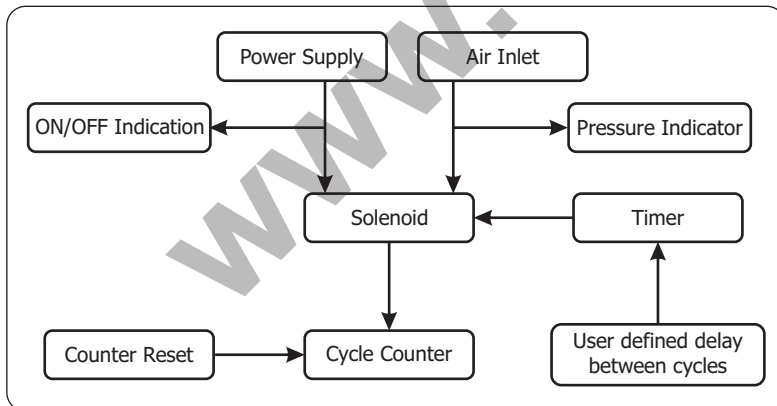 Power Supply
Air Inlet
ON/OFF Indication
Pressure Indicator
Solenoid
Timer
Counter Reset
Cycle Counter
User defined delay
between cycles
www.